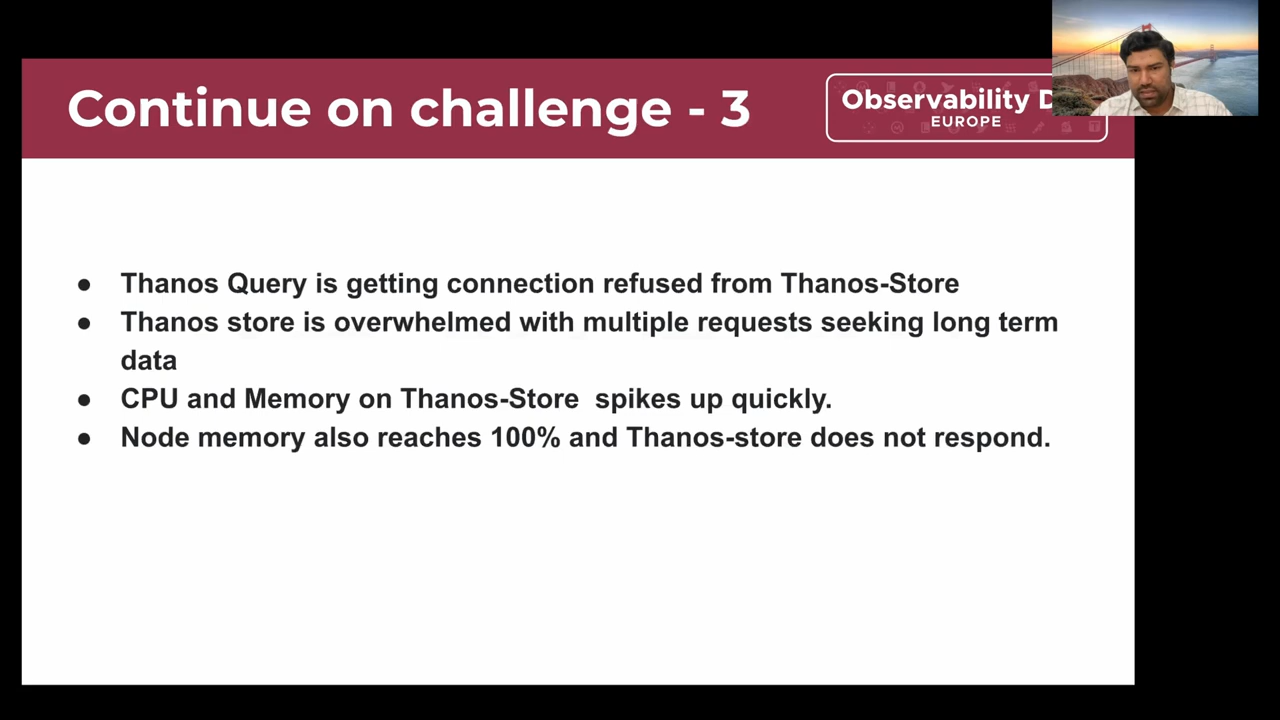 Continue on challenge - 3
Observability
EUROPE
● Thanos Query is getting connection refused from Thanos-Store
● Thanos store is overwhelmed with multiple requests seeking long term
data
● CPU and Memory on Thanos-Store  spikes up quickly.
● Node memory also reaches 100% and Thanos-store does not respond.